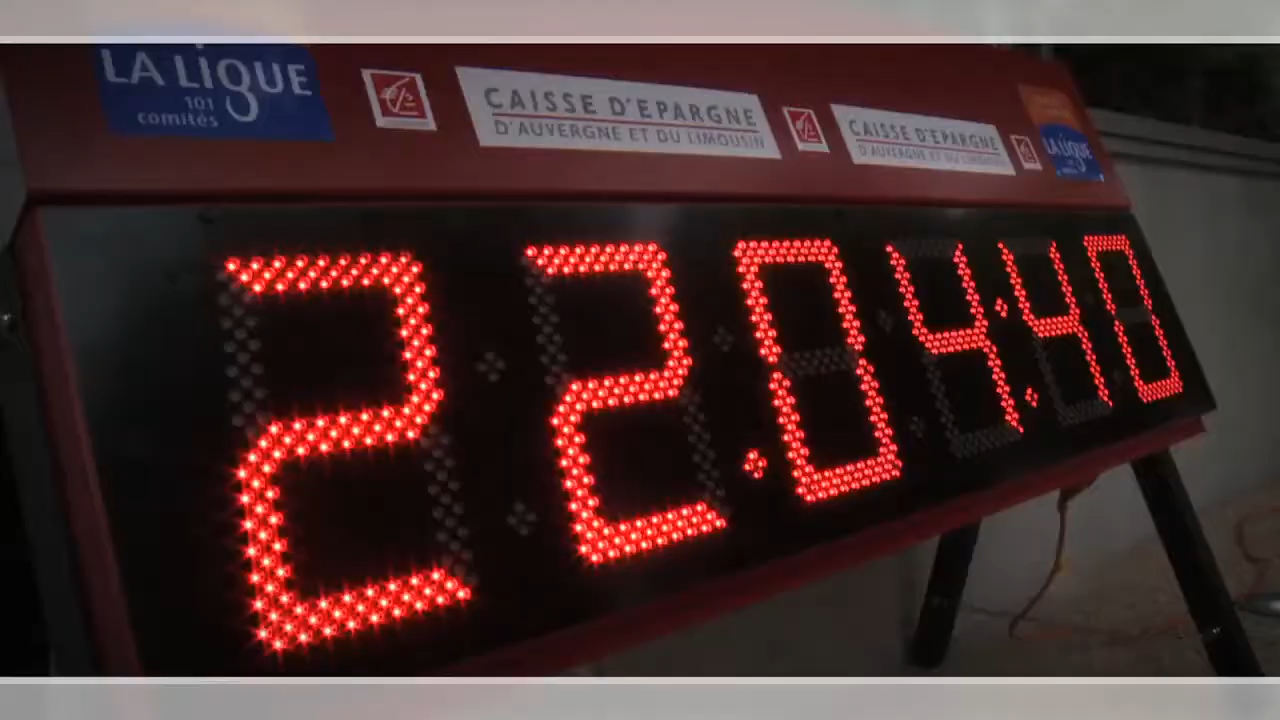 LA LIGUE
101
comités
CAISSE D'EPARGNE
D'AUVERGNE ET DU LIMOUSIN
CAISSE D'EPARGNE
D'AUVERGNE ET DU LIMOUSIN
LA LIGUE
22.04:40